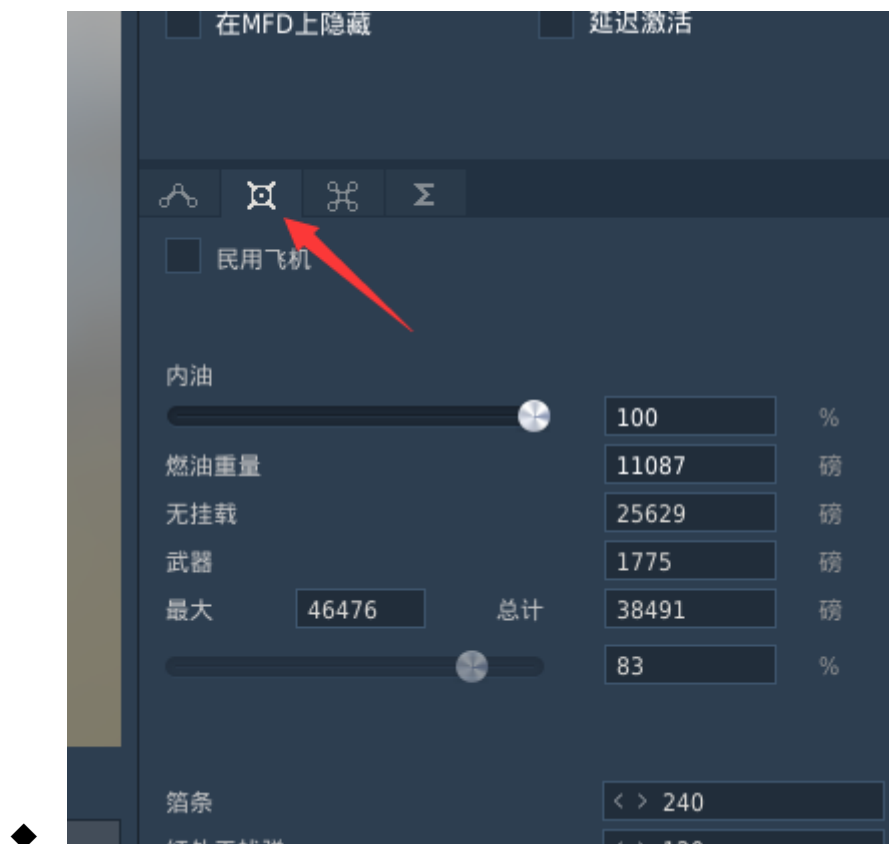 在MFD上隐藏 延迟激活
Σ
民用飞机
内油
100 %
燃油重量 11087 磅
无挂载 25629 磅
武器 1775 磅
最大 46476 总计 38491 磅
83 %
箔条 < > 240